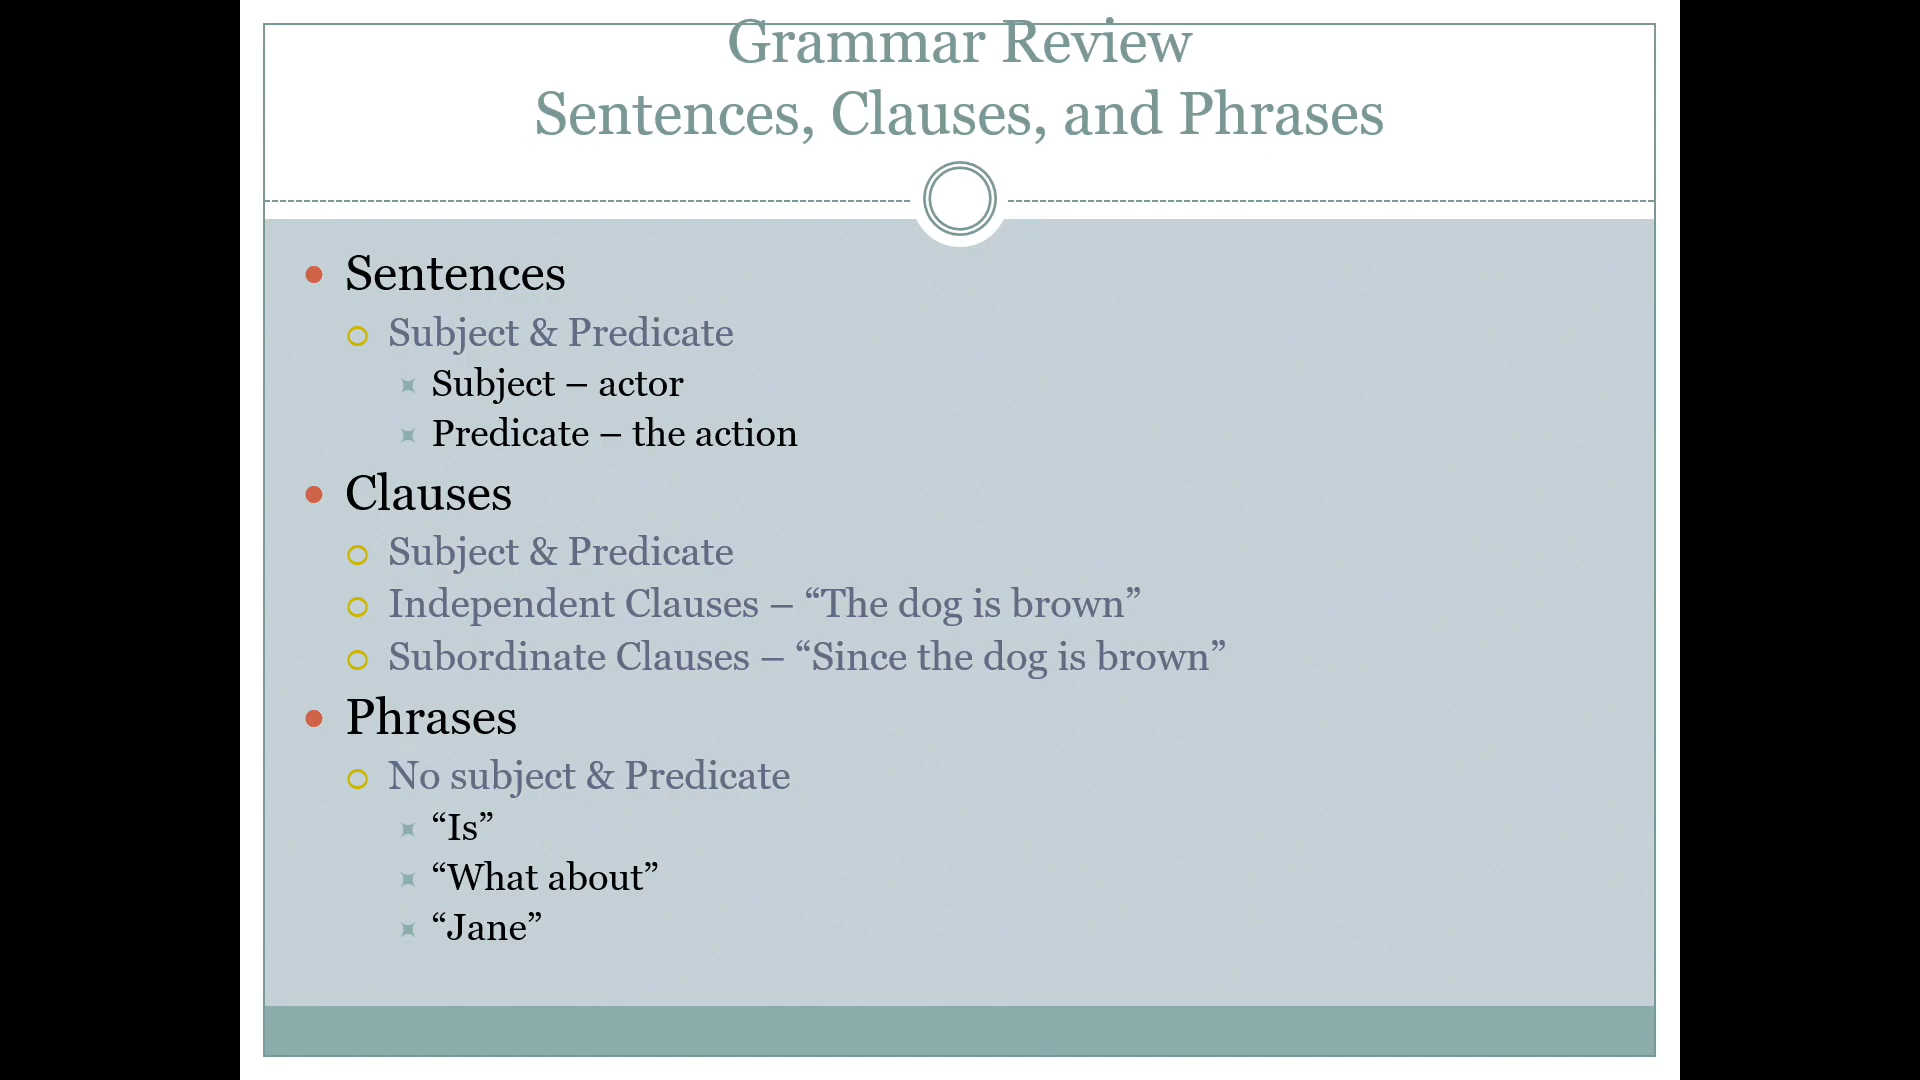 Grammar Review
Sentences, Clauses, and Phrases
Sentences
Subject & Predicate
Subject – actor
Predicate – the action
Clauses
Subject & Predicate
Independent Clauses – “The dog is brown”
Subordinate Clauses – “Since the dog is brown”
Phrases
No subject & Predicate
“Is”
“What about”
“Jane”